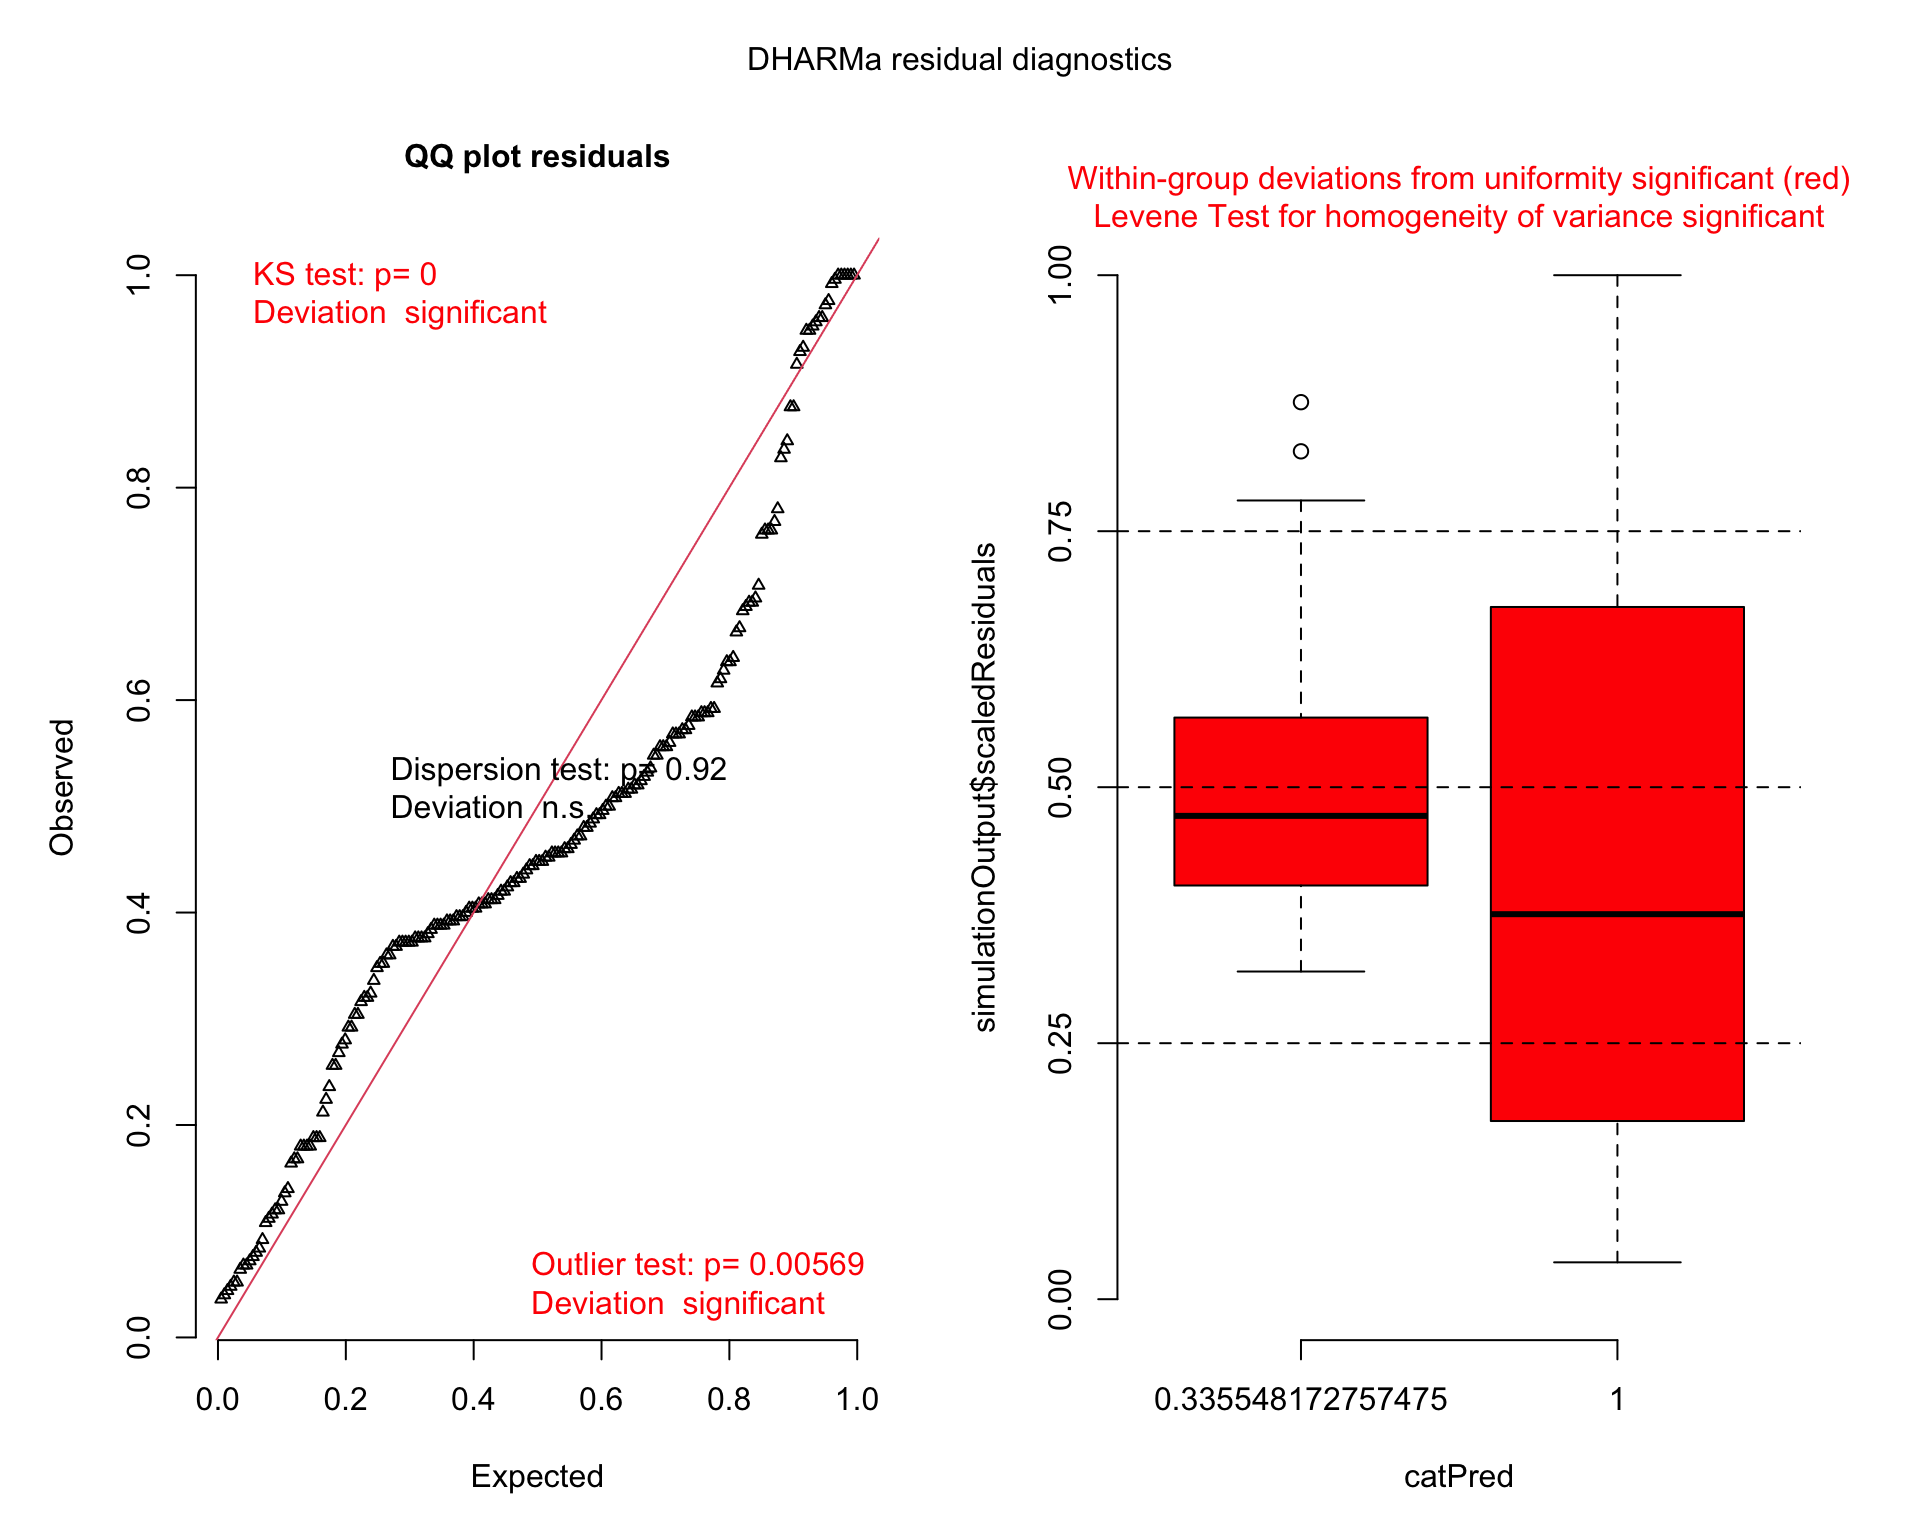 DHARMa residual diagnostics
QQ plot residuals
KS test: p= 0
Deviation  significant
Dispersion test: p= 0.92
Deviation  n.s.
Outlier test: p= 0.00569
Deviation  significant
Observed
1.0
0.8
0.6
0.4
0.2
0.0
0.0 0.2 0.4 0.6 0.8 1.0
Expected
Within-group deviations from uniformity significant (red)
Levene Test for homogeneity of variance significant
simulationOutput$scaledResiduals
1.00
0.75
0.50
0.25
0.00
0.335548172757475 1
catPred